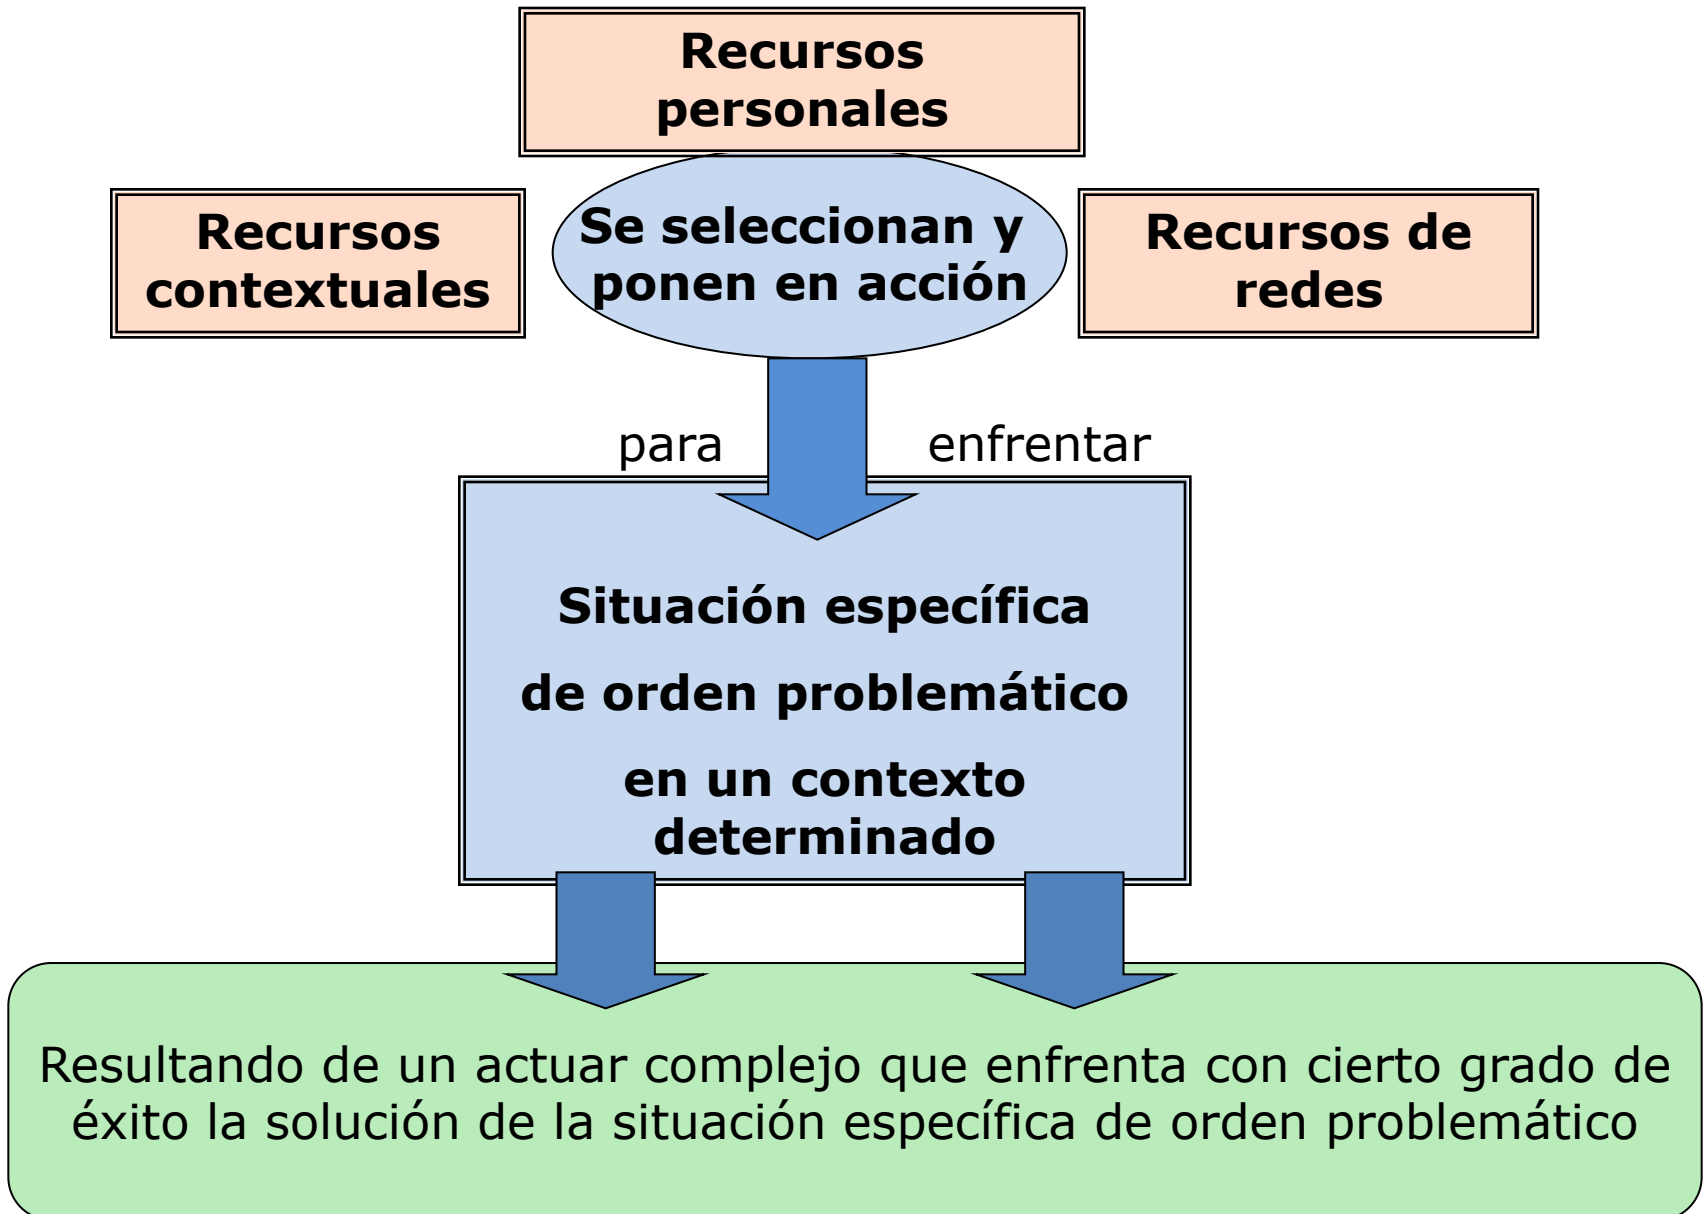 Recursos
personales
Recursos
contextuales
Se seleccionan y
ponen en acción
Recursos de
redes
para enfrentar
Situación específica
de orden problemático
en un contexto
determinado
Resultando de un actuar complejo que enfrenta con cierto grado de
éxito la solución de la situación específica de orden problemático